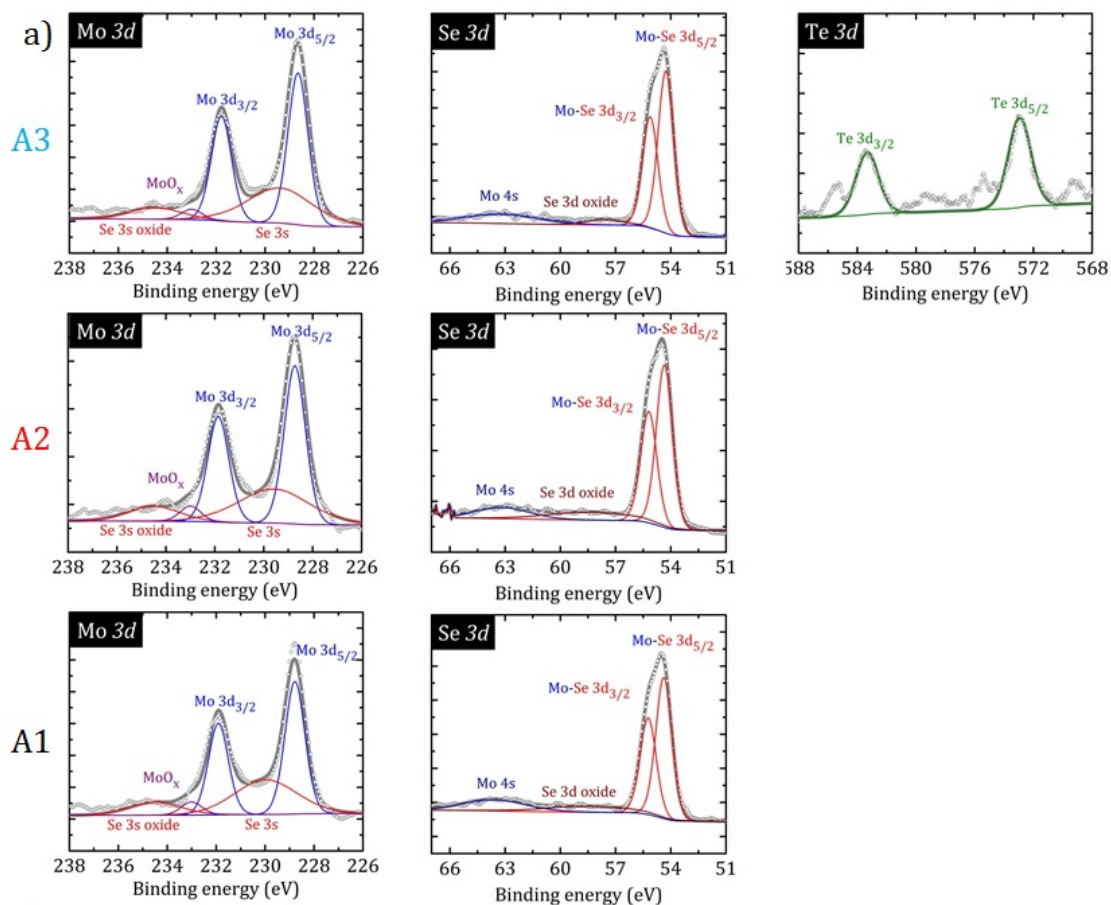 a)
Mo 3d
Mo 3d5/2
Mo 3d3/2
MoOx
Se 3s oxide
Se 3s
238 236 234 232 230 228 226
Binding energy (eV)
Se 3d
Mo-Se 3d5/2
Mo-Se 3d3/2
Mo 4s
Se 3d oxide
66 63 60 57 54 51
Binding energy (eV)
Te 3d
Te 3d5/2
Te 3d3/2
588 584 580 576 572 568
Binding energy (eV)
A3
Mo 3d
Mo 3d5/2
Mo 3d3/2
MoOx
Se 3s oxide
Se 3s
238 236 234 232 230 228 226
Binding energy (eV)
Se 3d
Mo-Se 3d5/2
Mo-Se 3d3/2
Mo 4s
Se 3d oxide
66 63 60 57 54 51
Binding energy (eV)
A2
Mo 3d
Mo 3d5/2
Mo 3d3/2
MoOx
Se 3s oxide
Se 3s
238 236 234 232 230 228 226
Binding energy (eV)
Se 3d
Mo-Se 3d5/2
Mo-Se 3d3/2
Mo 4s
Se 3d oxide
66 63 60 57 54 51
Binding energy (eV)
A1